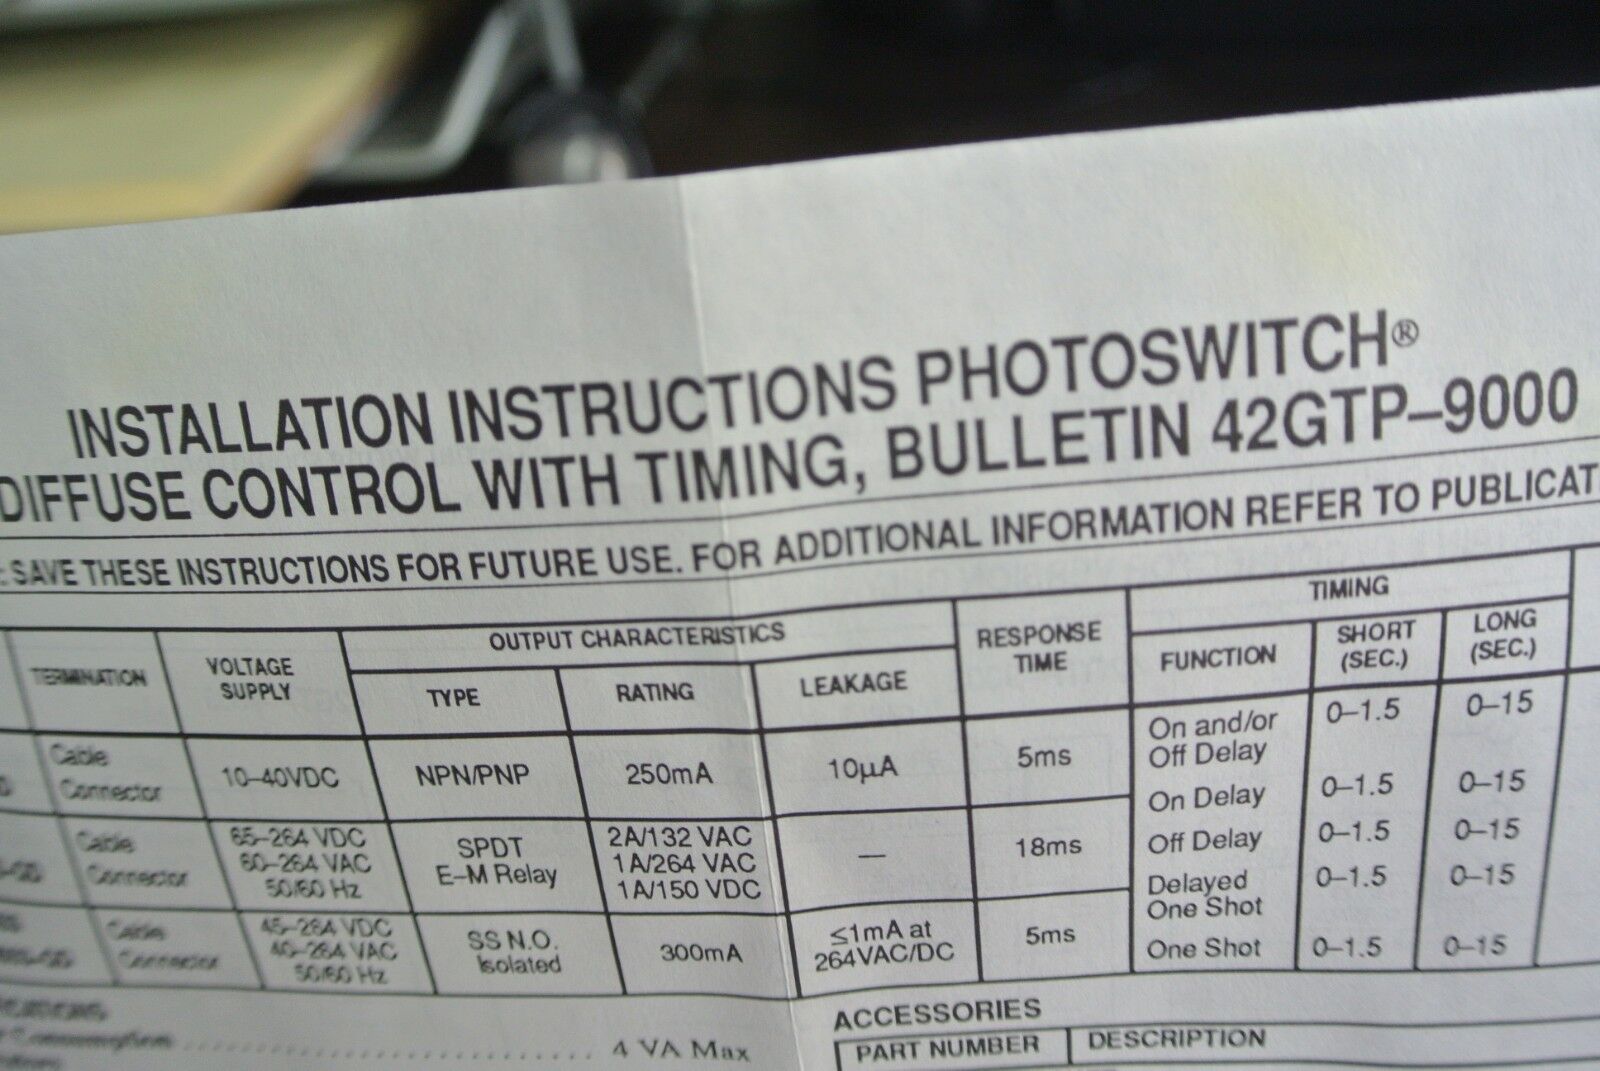 INSTALLATION INSTRUCTIONS PHOTOSWITCH®
DIFFUSE CONTROL WITH TIMING, BULLETIN 42GTP–9000
: SAVE THESE INSTRUCTIONS FOR FUTURE USE. FOR ADDITIONAL INFORMATION REFER TO PUBLICAT
TERMINATION
VOLTAGE
SUPPLY
OUTPUT CHARACTERISTICS
TYPE
RATING
LEAKAGE
RESPONSE
TIME
TIMING
FUNCTION
SHORT
(SEC.)
LONG
(SEC.)
Cable
Connector
10–40VDC
NPN/PNP
250mA
10µA
5ms
Cable
Connector
65–264 VDC
60–264 VAC
50/60 Hz
SPDT
E–M Relay
2A/132 VAC
1A/264 VAC
1A/150 VDC
—
18ms
Cable
Connector
45–264 VDC
40–264 VAC
50/60 Hz
SS N.O.
Isolated
300mA
≤1mA at
264VAC/DC
5ms
On and/or
Off Delay
0–1.5
0–15
On Delay
0–1.5
0–15
Off Delay
0–1.5
0–15
Delayed
One Shot
0–1.5
0–15
One Shot
0–1.5
0–15
4 VA Max
ACCESSORIES
PART NUMBER
DESCRIPTION